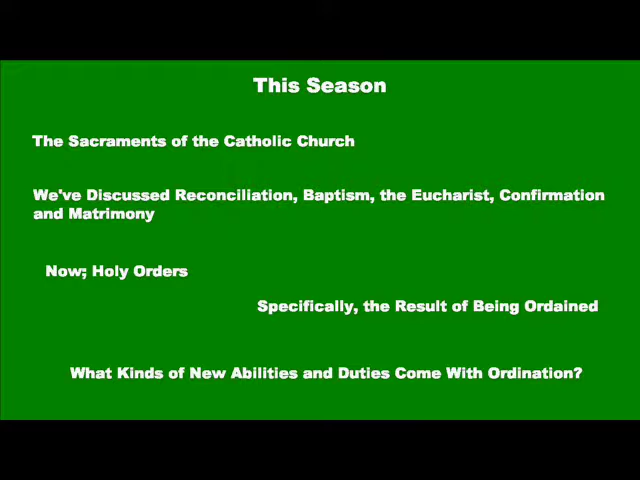 This Season
The Sacraments of the Catholic Church
We've Discussed Reconciliation, Baptism, the Eucharist, Confirmation
and Matrimony
Now; Holy Orders
Specifically, the Result of Being Ordained
What Kinds of New Abilities and Duties Come With Ordination?